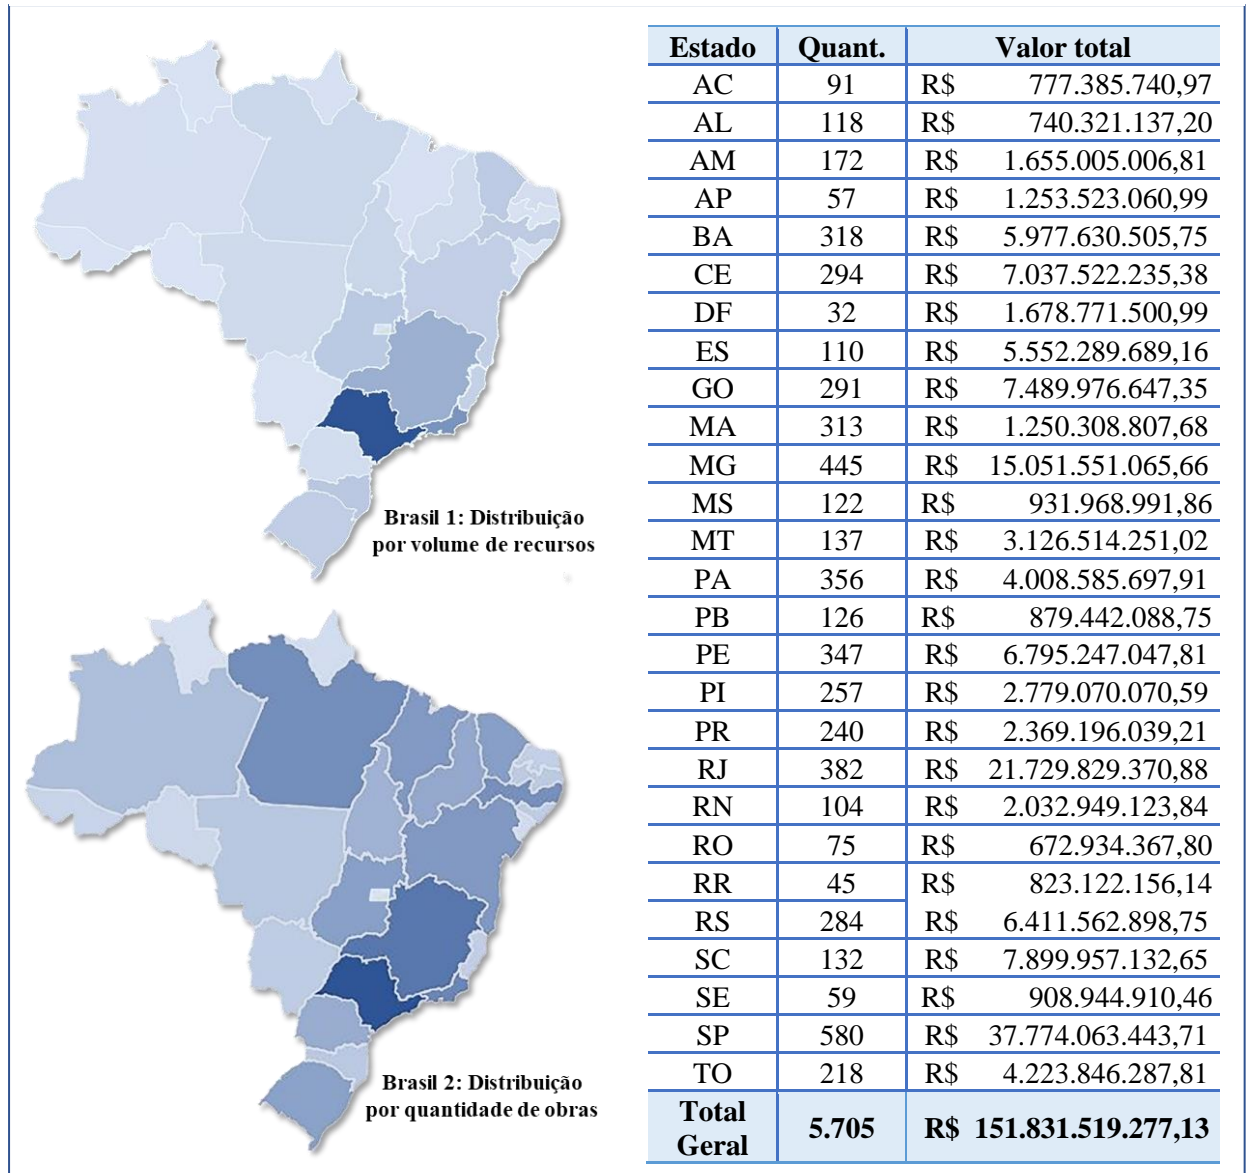 Brasil 1: Distribuição
por volume de recursos
Brasil 2: Distribuição
por quantidade de obras
Estado Quant. Valor total
AC 91 R$ 777.385.740,97
AL 118 R$ 740.321.137,20
AM 172 R$ 1.655.005.006,81
AP 57 R$ 1.253.523.060,99
BA 318 R$ 5.977.630.505,75
CE 294 R$ 7.037.522.235,38
DF 32 R$ 1.678.771.500,99
ES 110 R$ 5.552.289.689,16
GO 291 R$ 7.489.976.647,35
MA 313 R$ 1.250.308.807,68
MG 445 R$ 15.051.551.065,66
MS 122 R$ 931.968.991,86
MT 137 R$ 3.126.514.251,02
PA 356 R$ 4.008.585.697,91
PB 126 R$ 879.442.088,75
PE 347 R$ 6.795.247.047,81
PI 257 R$ 2.779.070.070,59
PR 240 R$ 2.369.196.039,21
RJ 382 R$ 21.729.829.370,88
RN 104 R$ 2.032.949.123,84
RO 75 R$ 672.934.367,80
RR 45 R$ 823.122.156,14
RS 284 R$ 6.411.562.898,75
SC 132 R$ 7.899.957.132,65
SE 59 R$ 908.944.910,46
SP 580 R$ 37.774.063.443,71
TO 218 R$ 4.223.846.287,81
Total
Geral 5.705 R$ 151.831.519.277,13